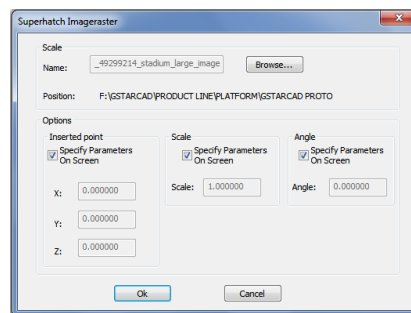 Superhatch Imageraster
Scale
Name: _49299214_stadium_large_image Browse...
Position: F:\GSTARCAD\PRODUCT LINE\PLATFORM\GSTARCAD PROTO
Options
Inserted point Scale Angle
Specify Parameters On Screen Specify Parameters On Screen Specify Parameters On Screen
X: 0.000000 Scale: 1.000000 Angle: 0.000000
Y: 0.000000
Z: 0.000000
Ok Cancel